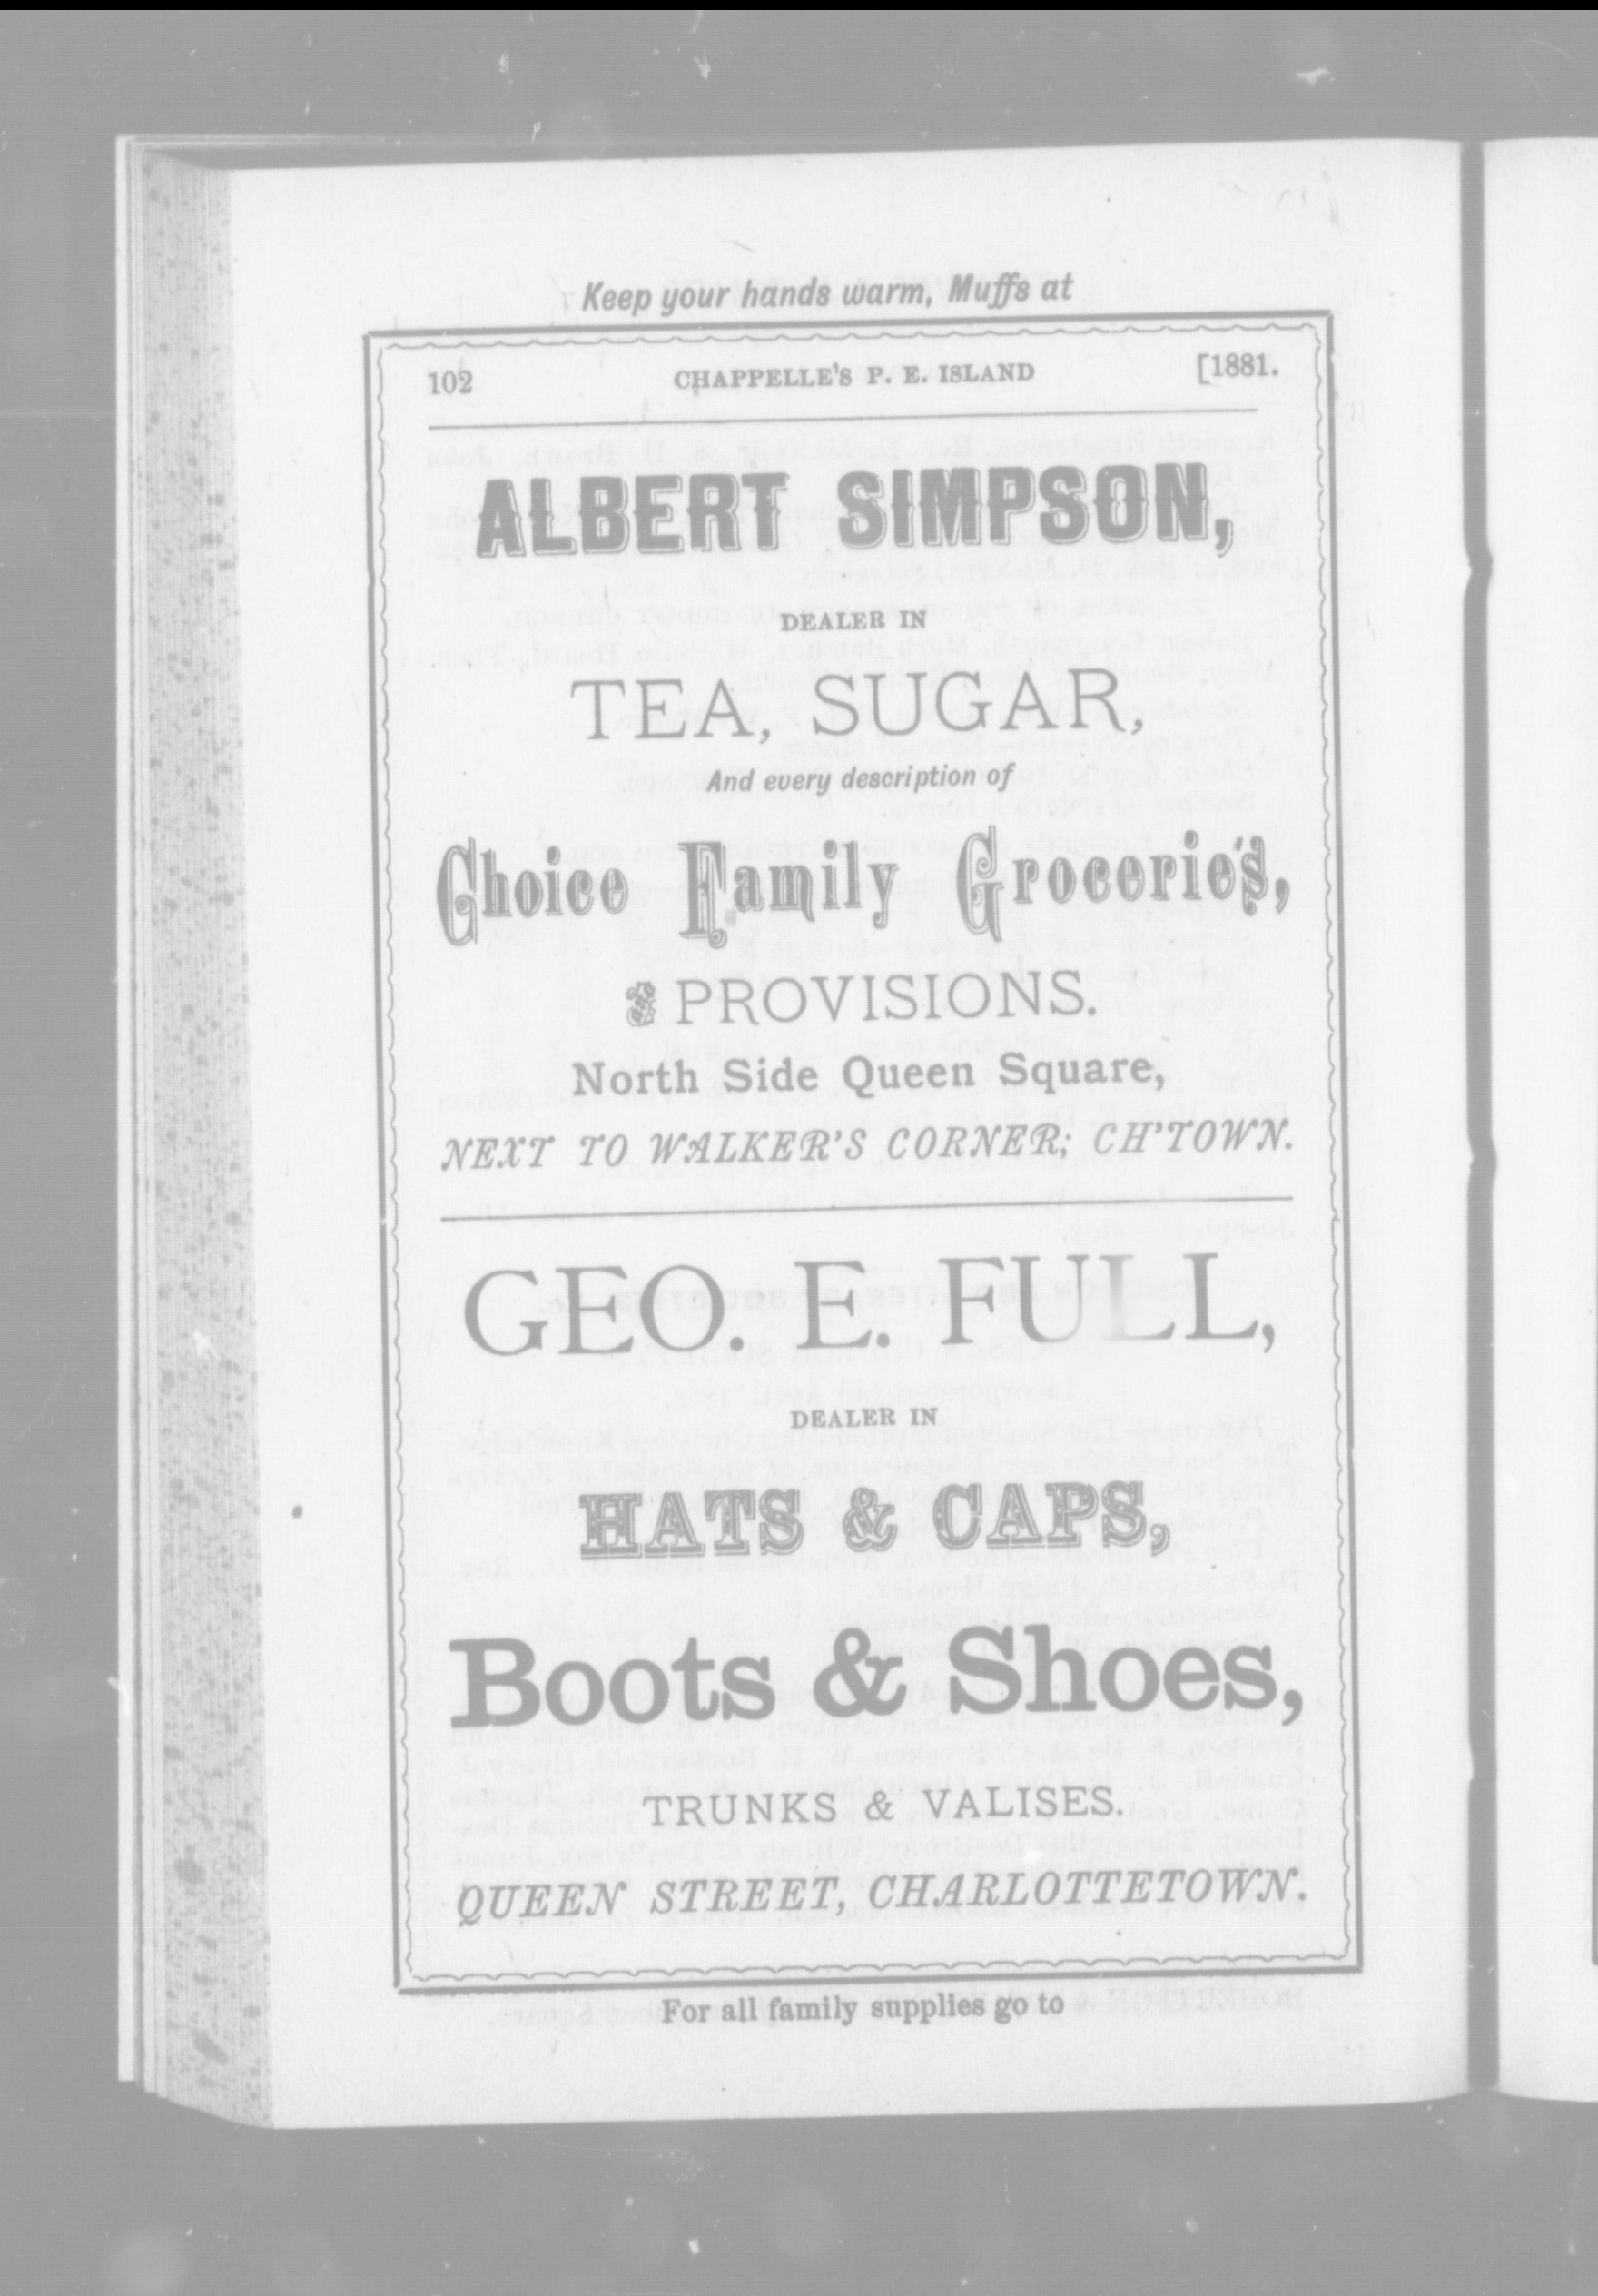 Keep your hands warm, Muffs at
102 CHAPPELLE'S P. E. ISLAND [1881.
ALBERT SIMPSON,
DEALER IN
TEA, SUGAR,
And every description of
Choice Family Groceries,
and PROVISIONS.
North Side Queen Square,
NEXT TO WALKER'S CORNER; CH'TOWN.
GEO. E. FULL,
DEALER IN
HATS & CAPS,
Boots & Shoes,
TRUNKS & VALISES.
QUEEN STREET, CHARLOTTETOWN.
For all family supplies go to